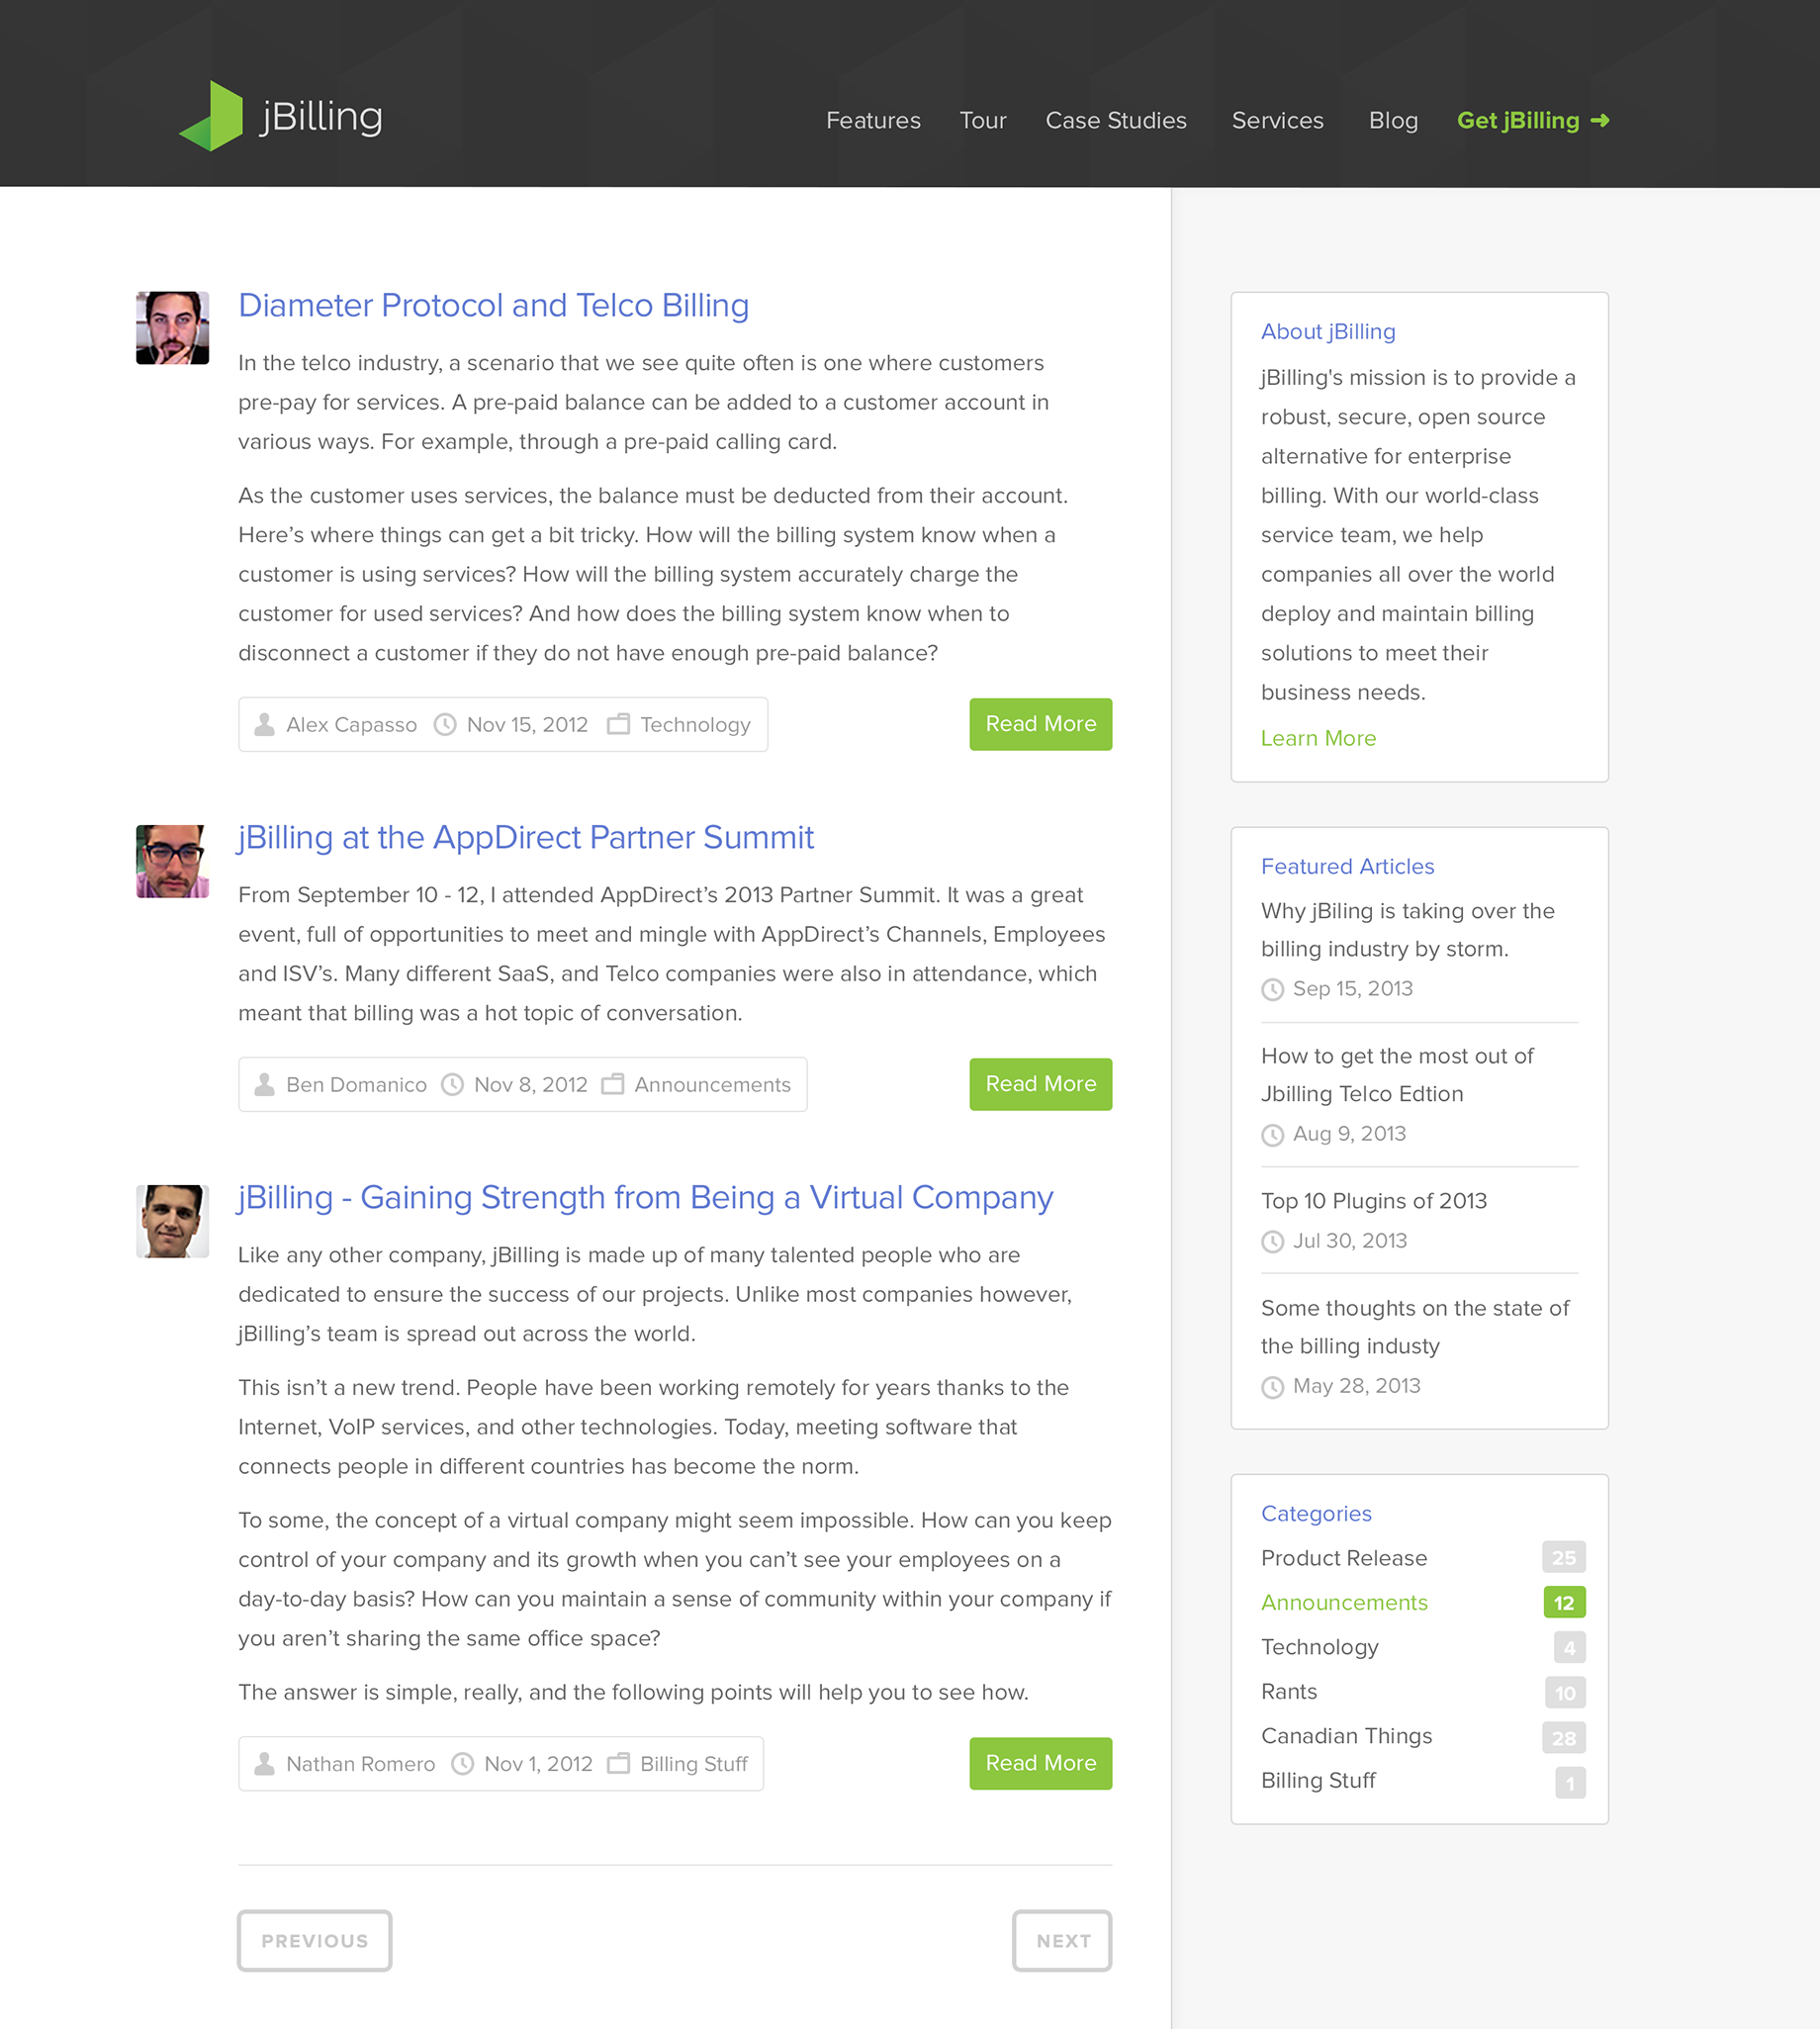 jBilling
Features Tour Case Studies Services Blog Get jBilling
Diameter Protocol and Telco Billing
In the telco industry, a scenario that we see quite often is one where customers
pre-pay for services. A pre-paid balance can be added to a customer account in
various ways. For example, through a pre-paid calling card.
As the customer uses services, the balance must be deducted from their account.
Here’s where things can get a bit tricky. How will the billing system know when a
customer is using services? How will the billing system accurately charge the
customer for used services? And how does the billing system know when to
disconnect a customer if they do not have enough pre-paid balance?
Alex Capasso Nov 15, 2012 Technology
Read More
jBilling at the AppDirect Partner Summit
From September 10 - 12, I attended AppDirect’s 2013 Partner Summit. It was a great
event, full of opportunities to meet and mingle with AppDirect’s Channels, Employees
and ISV’s. Many different SaaS, and Telco companies were also in attendance, which
meant that billing was a hot topic of conversation.
Ben Domanico Nov 8, 2012 Announcements
Read More
jBilling - Gaining Strength from Being a Virtual Company
Like any other company, jBilling is made up of many talented people who are
dedicated to ensure the success of our projects. Unlike most companies however,
jBilling’s team is spread out across the world.
This isn’t a new trend. People have been working remotely for years thanks to the
Internet, VoIP services, and other technologies. Today, meeting software that
connects people in different countries has become the norm.
To some, the concept of a virtual company might seem impossible. How can you keep
control of your company and its growth when you can’t see your employees on a
day-to-day basis? How can you maintain a sense of community within your company if
you aren’t sharing the same office space?
The answer is simple, really, and the following points will help you to see how.
Nathan Romero Nov 1, 2012 Billing Stuff
Read More
PREVIOUS
NEXT
About jBilling
jBilling's mission is to provide a
robust, secure, open source
alternative for enterprise
billing. With our world-class
service team, we help
companies all over the world
deploy and maintain billing
solutions to meet their
business needs.
Learn More
Featured Articles
Why jBiling is taking over the
billing industry by storm.
Sep 15, 2013
How to get the most out of
Jbilling Telco Edtion
Aug 9, 2013
Top 10 Plugins of 2013
Jul 30, 2013
Some thoughts on the state of
the billing industy
May 28, 2013
Categories
Product Release 25
Announcements 12
Technology 4
Rants 10
Canadian Things 28
Billing Stuff 1